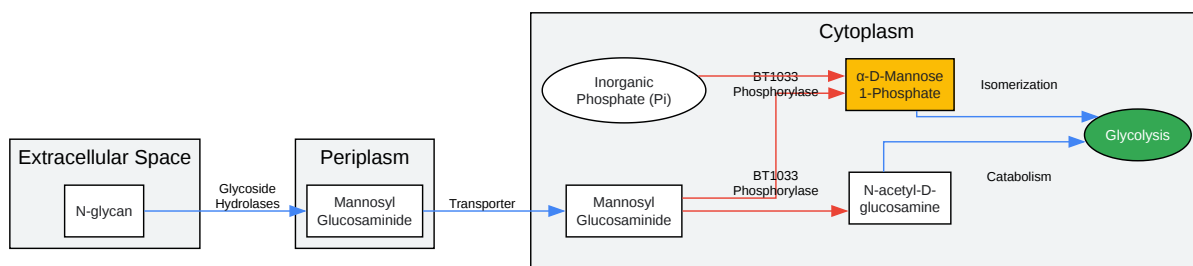 Extracellular Space
N-glycan
Glycoside
Hydrolases
Periplasm
Mannosyl
Glucosaminide
Transporter
Cytoplasm
Inorganic
Phosphate (Pi)
BT1033
Phosphorylase
α-D-Mannose
1-Phosphate
Isomerization
Glycolysis
Mannosyl
Glucosaminide
BT1033
Phosphorylase
N-acetyl-D-
glucosamine
Catabolism